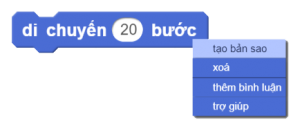 di chuyển 20 bước
tạo bản sao
xoá
thêm bình luận
trợ giúp